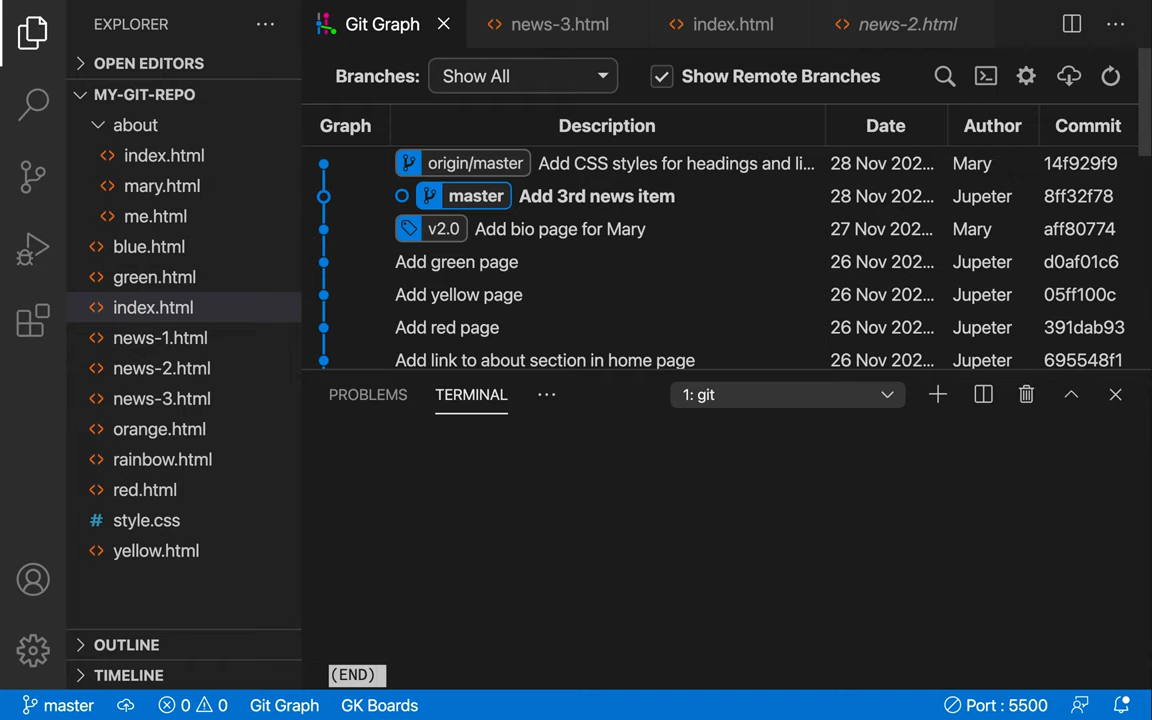 EXPLORER
Git Graph
news-3.html
index.html
news-2.html
OPEN EDITORS
MY-GIT-REPO
about
index.html
mary.html
me.html
blue.html
green.html
index.html
news-1.html
news-2.html
news-3.html
orange.html
rainbow.html
red.html
style.css
yellow.html
OUTLINE
TIMELINE
Branches: Show All Show Remote Branches
Graph Description Date Author Commit
origin/master Add CSS styles for headings and li... 28 Nov 202... Mary 14f929f9
master Add 3rd news item 28 Nov 202... Jupeter 8ff32f78
v2.0 Add bio page for Mary 27 Nov 202... Mary aff80774
Add green page 26 Nov 202... Jupeter d0af01c6
Add yellow page 26 Nov 202... Jupeter 05ff100c
Add red page 26 Nov 202... Jupeter 391dab93
Add link to about section in home page 26 Nov 202... Jupeter 695548f1
PROBLEMS TERMINAL ... 1: git
(END)
master 0 0 Git Graph GK Boards Port : 5500